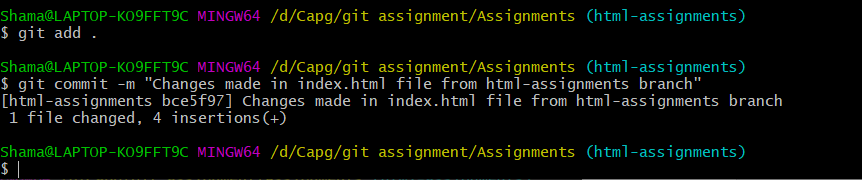 Shama@LAPTOP-KO9FFT9C MINGW64 /d/Capg/git assignment/Assignments (html-assignments)
$ git add .
Shama@LAPTOP-KO9FFT9C MINGW64 /d/Capg/git assignment/Assignments (html-assignments)
$ git commit -m "Changes made in index.html file from html-assignments branch"
[html-assignments bce5f97] Changes made in index.html file from html-assignments branch
 1 file changed, 4 insertions(+)
Shama@LAPTOP-KO9FFT9C MINGW64 /d/Capg/git assignment/Assignments (html-assignments)
$